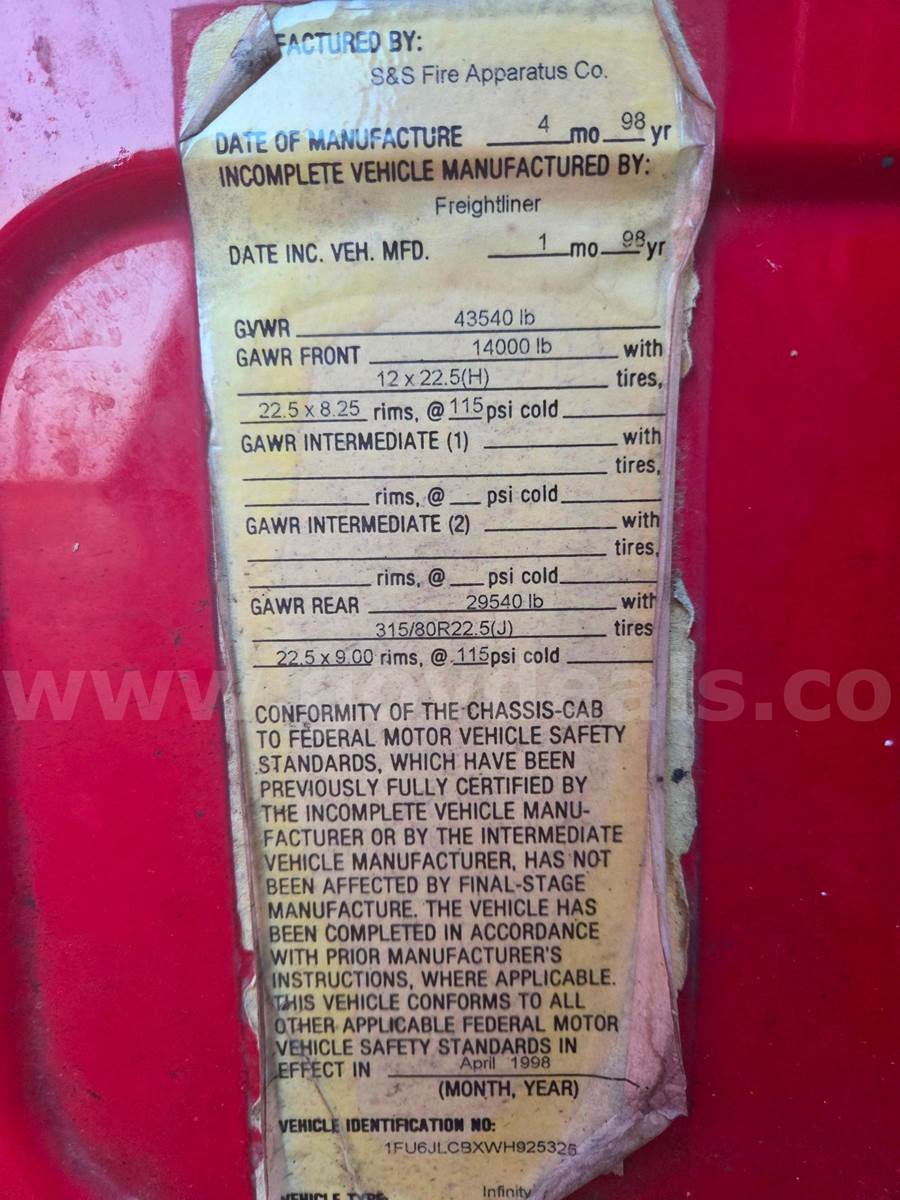 FACTURED BY:
S&S Fire Apparatus Co.
DATE OF MANUFACTURE 4 mo 98 yr
INCOMPLETE VEHICLE MANUFACTURED BY:
Freightliner
DATE INC. VEH. MFD. 1 mo 98 yr
GVWR 43540 lb
GAWR FRONT 14000 lb with
12 x 22.5(H) tires,
22.5 x 8.25 rims, @ 115 psi cold
GAWR INTERMEDIATE (1) with
tires,
rims, @ psi cold
GAWR INTERMEDIATE (2) with
tires,
rims, @ psi cold
GAWR REAR 29540 lb with
315/80R22.5(J) tires
22.5 x 9.00 rims, @ 115 psi cold
www.govdeals.co
CONFORMITY OF THE CHASSIS-CAB
TO FEDERAL MOTOR VEHICLE SAFETY
STANDARDS, WHICH HAVE BEEN
PREVIOUSLY FULLY CERTIFIED BY
THE INCOMPLETE VEHICLE MANU-
FACTURER OR BY THE INTERMEDIATE
VEHICLE MANUFACTURER, HAS NOT
BEEN AFFECTED BY FINAL-STAGE
MANUFACTURE. THE VEHICLE HAS
BEEN COMPLETED IN ACCORDANCE
WITH PRIOR MANUFACTURER'S
INSTRUCTIONS, WHERE APPLICABLE.
THIS VEHICLE CONFORMS TO ALL
OTHER APPLICABLE FEDERAL MOTOR
VEHICLE SAFETY STANDARDS IN
EFFECT IN April 1998
(MONTH, YEAR)
VEHICLE IDENTIFICATION NO:
1FU6JLCBXWH925326
VEHICLE TYPE: Infinity